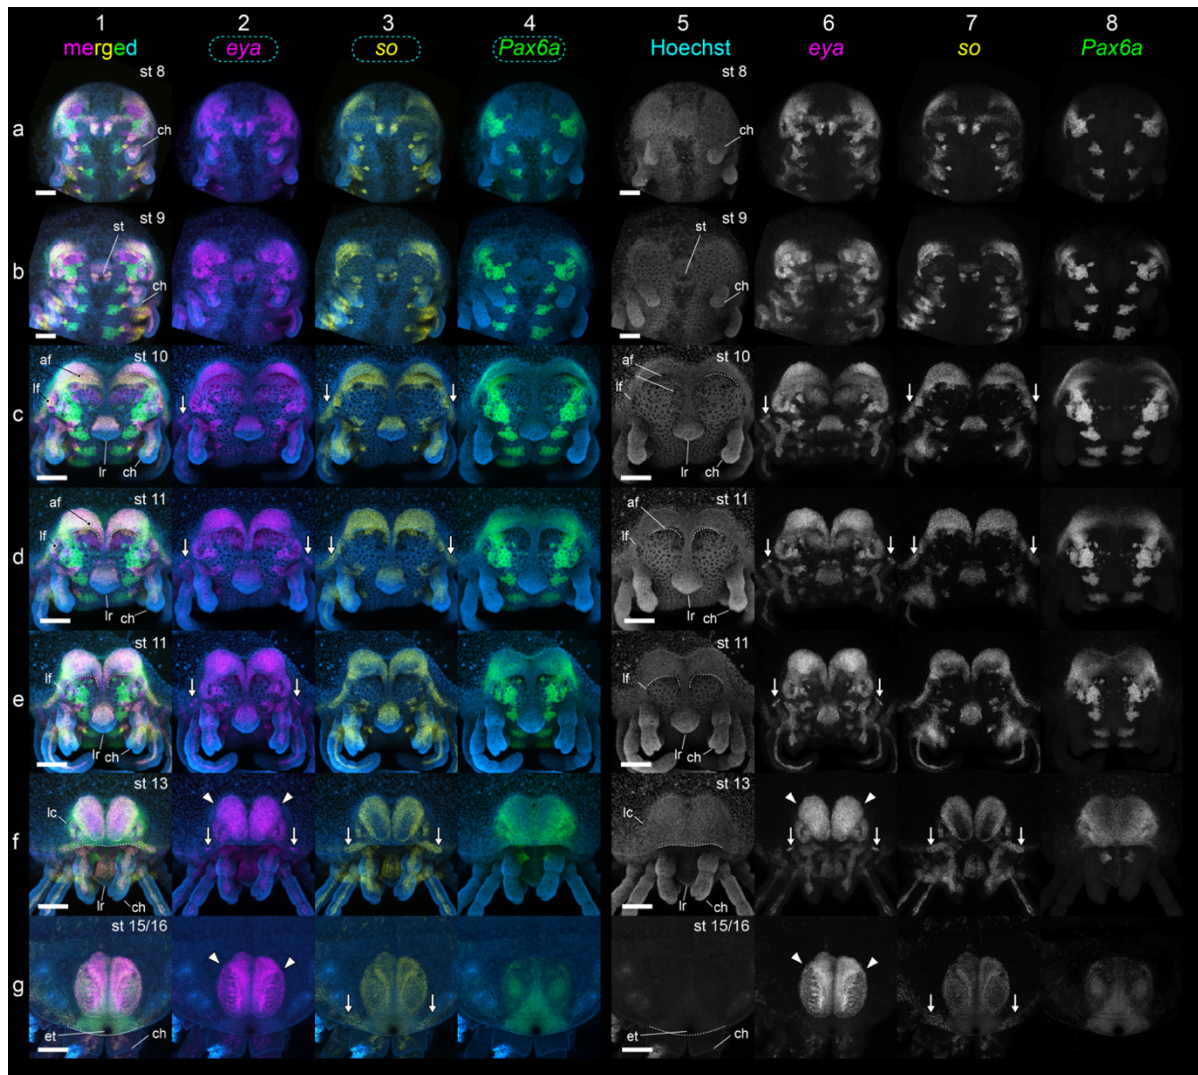 1 2 3 4 5 6 7 8
merged eya so Pax6a Hoechst eya so Pax6a
st 8 st 8
a ch ch
st 9 st 9
st st
b
ch ch
st 10 st 10
af af
lf lf
c
lr ch lr ch
st 11 st 11
af af
lf lf
d
lr ch lr ch
st 11 st 11
lf lf
e
lr ch lr ch
st 13 st 13
lc lc
f
lr ch lr ch
st 15/16 st 15/16
g
et ch et ch